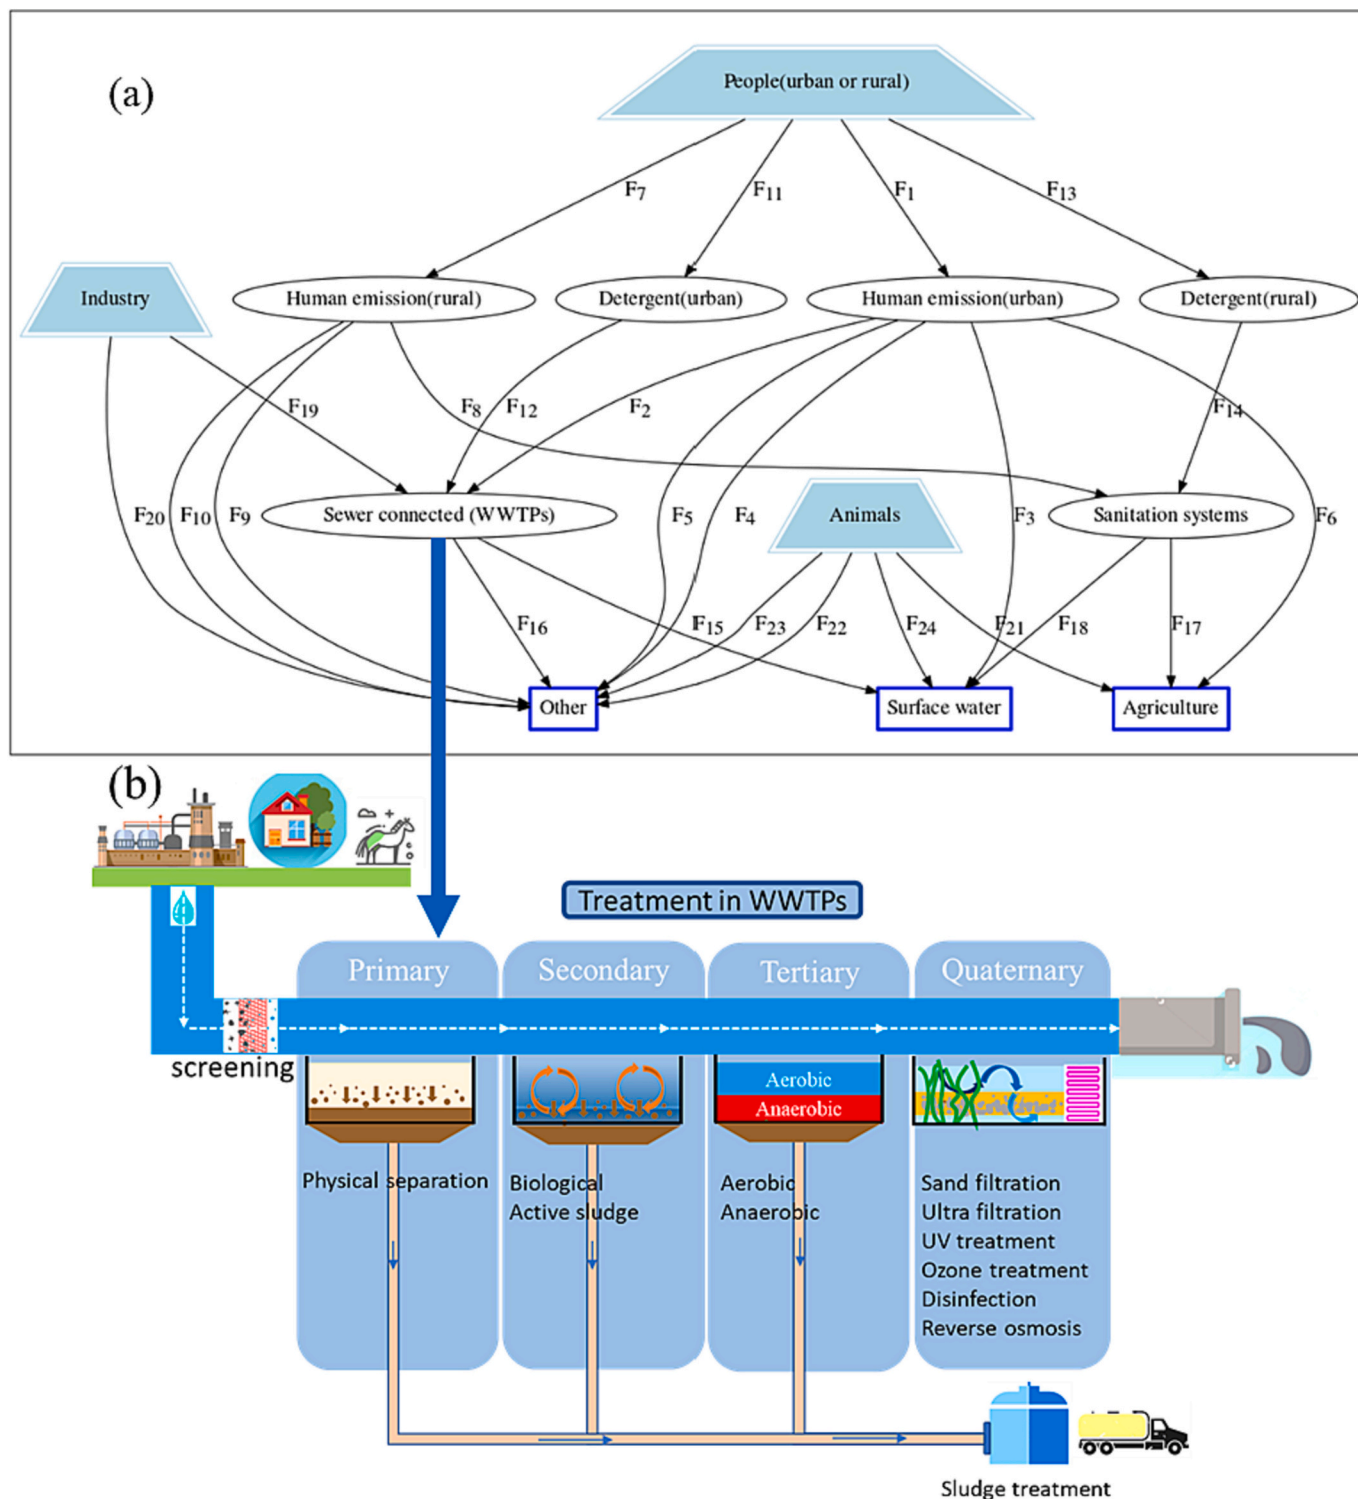 (a)
People(urban or rural)
F7
F11
F1
F13
Industry
Human emission(rural)
Detergent(urban)
Human emission(urban)
Detergent(rural)
F19
F8
F12
F2
F14
Sewer connected (WWTPs)
Animals
Sanitation systems
F20
F10
F9
F5
F4
F3
F6
F16
F15
F23
F22
F24
F21
F18
F17
Other
Surface water
Agriculture
(b)
Treatment in WWTPs
Primary
Secondary
Tertiary
Quaternary
screening
Aerobic
Anaerobic
Physical separation
Biological
Active sludge
Aerobic
Anaerobic
Sand filtration
Ultra filtration
UV treatment
Ozone treatment
Disinfection
Reverse osmosis
Sludge treatment